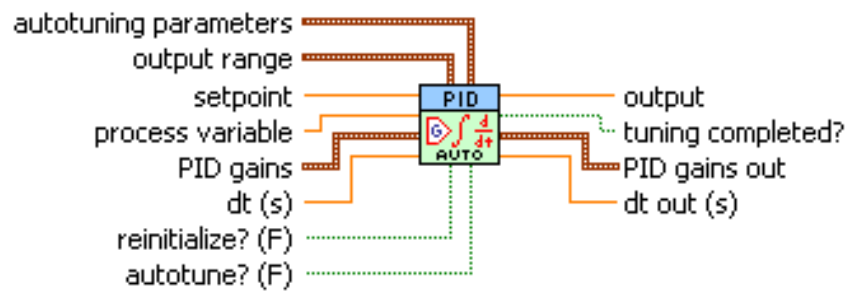 autotuning parameters
output range
setpoint
process variable
PID gains
dt (s)
reinitialize? (F)
autotune? (F)
PID
G ∫ d/dt
AUTO
output
tuning completed?
PID gains out
dt out (s)